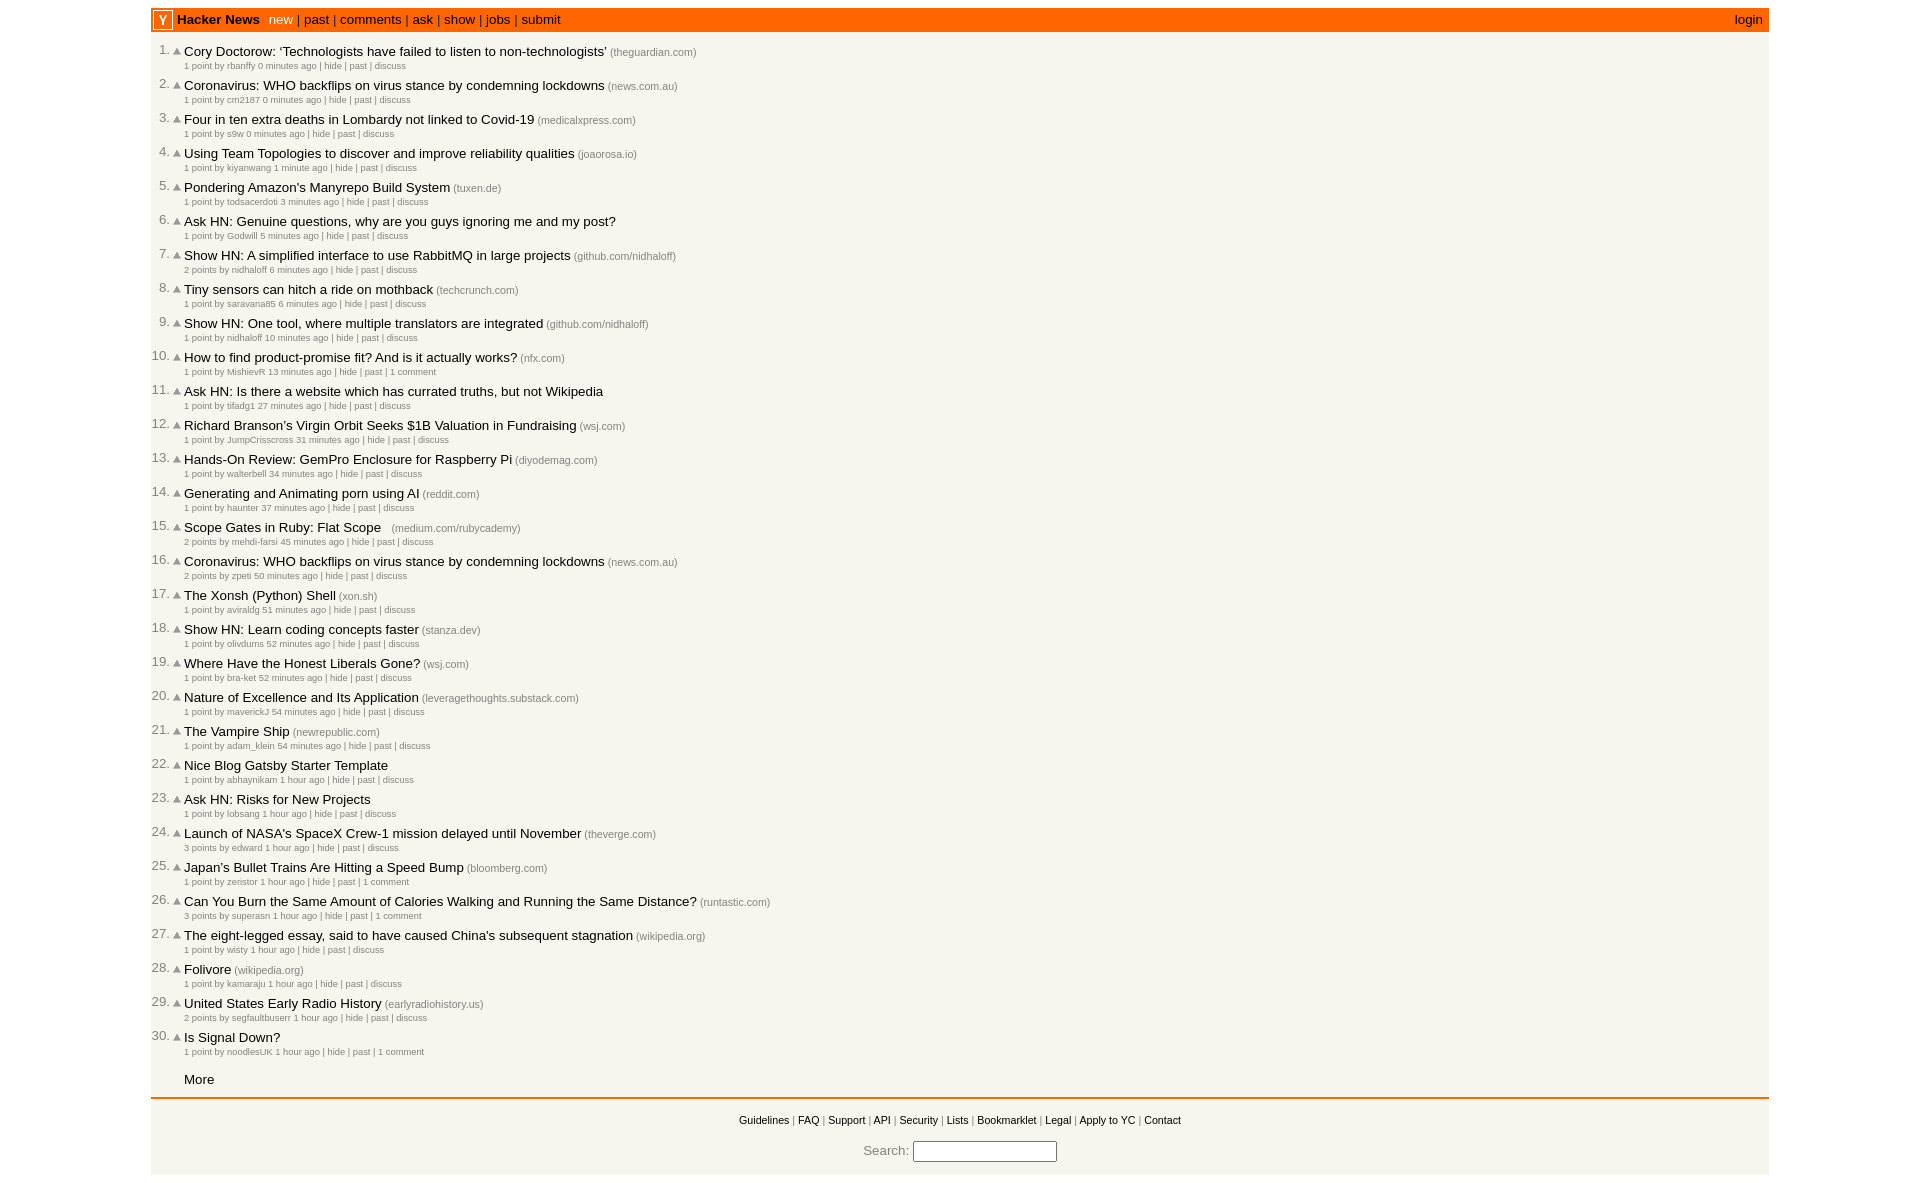 Y Hacker News new | past | comments | ask | show | jobs | submit login
1. Cory Doctorow: ‘Technologists have failed to listen to non-technologists’ (theguardian.com)
1 point by rbanffy 0 minutes ago | hide | past | discuss
2. Coronavirus: WHO backflips on virus stance by condemning lockdowns (news.com.au)
1 point by cm2187 0 minutes ago | hide | past | discuss
3. Four in ten extra deaths in Lombardy not linked to Covid-19 (medicalxpress.com)
1 point by s9w 0 minutes ago | hide | past | discuss
4. Using Team Topologies to discover and improve reliability qualities (joaorosa.io)
1 point by kiyanwang 1 minute ago | hide | past | discuss
5. Pondering Amazon's Manyrepo Build System (tuxen.de)
1 point by todsacerdoti 3 minutes ago | hide | past | discuss
6. Ask HN: Genuine questions, why are you guys ignoring me and my post?
1 point by Godwill 5 minutes ago | hide | past | discuss
7. Show HN: A simplified interface to use RabbitMQ in large projects (github.com/nidhaloff)
2 points by nidhaloff 6 minutes ago | hide | past | discuss
8. Tiny sensors can hitch a ride on mothback (techcrunch.com)
1 point by saravana85 6 minutes ago | hide | past | discuss
9. Show HN: One tool, where multiple translators are integrated (github.com/nidhaloff)
1 point by nidhaloff 10 minutes ago | hide | past | discuss
10. How to find product-promise fit? And is it actually works? (nfx.com)
1 point by MishievR 13 minutes ago | hide | past | 1 comment
11. Ask HN: Is there a website which has currated truths, but not Wikipedia
1 point by tifadg1 27 minutes ago | hide | past | discuss
12. Richard Branson’s Virgin Orbit Seeks $1B Valuation in Fundraising (wsj.com)
1 point by JumpCrisscross 31 minutes ago | hide | past | discuss
13. Hands-On Review: GemPro Enclosure for Raspberry Pi (diyodemag.com)
1 point by walterbell 34 minutes ago | hide | past | discuss
14. Generating and Animating porn using AI (reddit.com)
1 point by haunter 37 minutes ago | hide | past | discuss
15. Scope Gates in Ruby: Flat Scope (medium.com/rubycademy)
2 points by mehdi-farsi 45 minutes ago | hide | past | discuss
16. Coronavirus: WHO backflips on virus stance by condemning lockdowns (news.com.au)
2 points by zpeti 50 minutes ago | hide | past | discuss
17. The Xonsh (Python) Shell (xon.sh)
1 point by aviraldg 51 minutes ago | hide | past | discuss
18. Show HN: Learn coding concepts faster (stanza.dev)
1 point by olivdums 52 minutes ago | hide | past | discuss
19. Where Have the Honest Liberals Gone? (wsj.com)
1 point by bra-ket 52 minutes ago | hide | past | discuss
20. Nature of Excellence and Its Application (leveragethoughts.substack.com)
1 point by maverickJ 54 minutes ago | hide | past | discuss
21. The Vampire Ship (newrepublic.com)
1 point by adam_klein 54 minutes ago | hide | past | discuss
22. Nice Blog Gatsby Starter Template
1 point by abhaynikam 1 hour ago | hide | past | discuss
23. Ask HN: Risks for New Projects
1 point by lobsang 1 hour ago | hide | past | discuss
24. Launch of NASA's SpaceX Crew-1 mission delayed until November (theverge.com)
3 points by edward 1 hour ago | hide | past | discuss
25. Japan’s Bullet Trains Are Hitting a Speed Bump (bloomberg.com)
1 point by zeristor 1 hour ago | hide | past | 1 comment
26. Can You Burn the Same Amount of Calories Walking and Running the Same Distance? (runtastic.com)
3 points by superasn 1 hour ago | hide | past | 1 comment
27. The eight-legged essay, said to have caused China's subsequent stagnation (wikipedia.org)
1 point by wisty 1 hour ago | hide | past | discuss
28. Folivore (wikipedia.org)
1 point by kamaraju 1 hour ago | hide | past | discuss
29. United States Early Radio History (earlyradiohistory.us)
2 points by segfaultbuserr 1 hour ago | hide | past | discuss
30. Is Signal Down?
1 point by noodlesUK 1 hour ago | hide | past | 1 comment
More
Guidelines | FAQ | Support | API | Security | Lists | Bookmarklet | Legal | Apply to YC | Contact
Search: